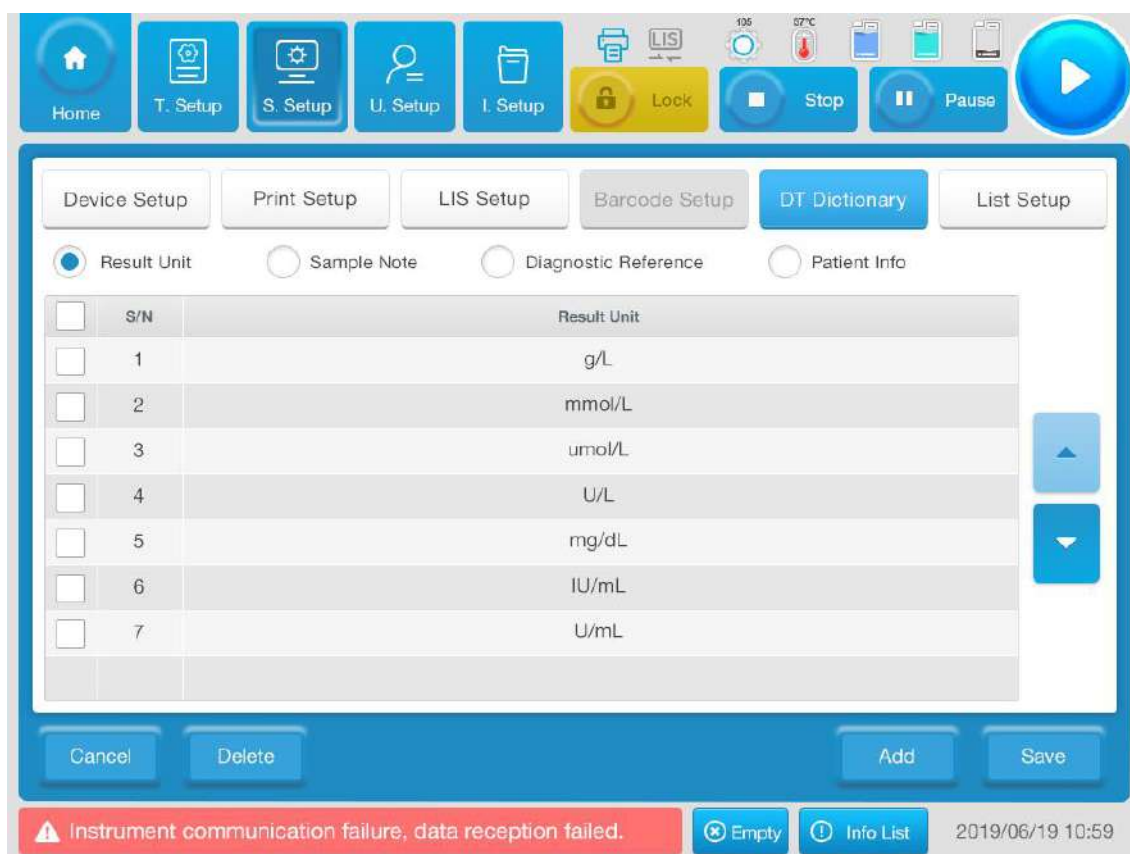 105 37°C
LIS
Home T. Setup S. Setup U. Setup I. Setup Lock Stop Pause
Device Setup Print Setup LIS Setup Barcode Setup DT Dictionary List Setup
Result Unit Sample Note Diagnostic Reference Patient Info
S/N Result Unit
1 g/L
2 mmol/L
3 umol/L
4 U/L
5 mg/dL
6 IU/mL
7 U/mL
Cancel Delete Add Save
Instrument communication failure, data reception failed. Empty Info List 2019/06/19 10:59